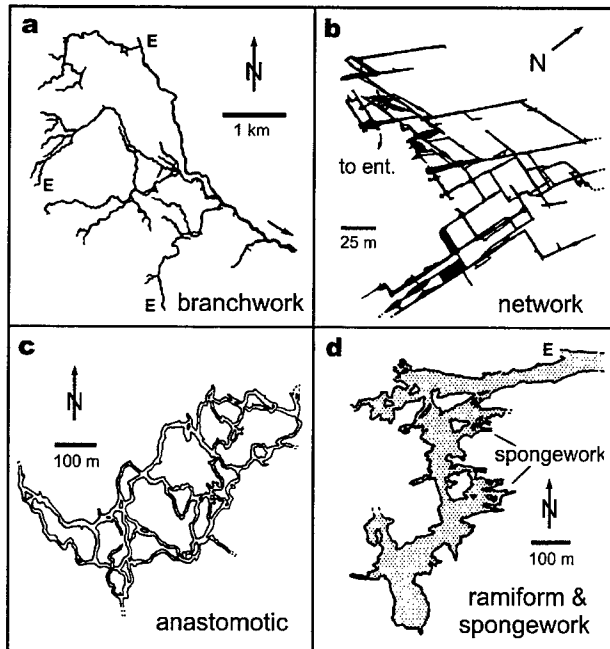 a
E
N
1 km
E
E
branchwork
b
N
to ent.
25 m
network
c
N
100 m
anastomotic
d
E
spongework
N
100 m
ramiform &
spongework